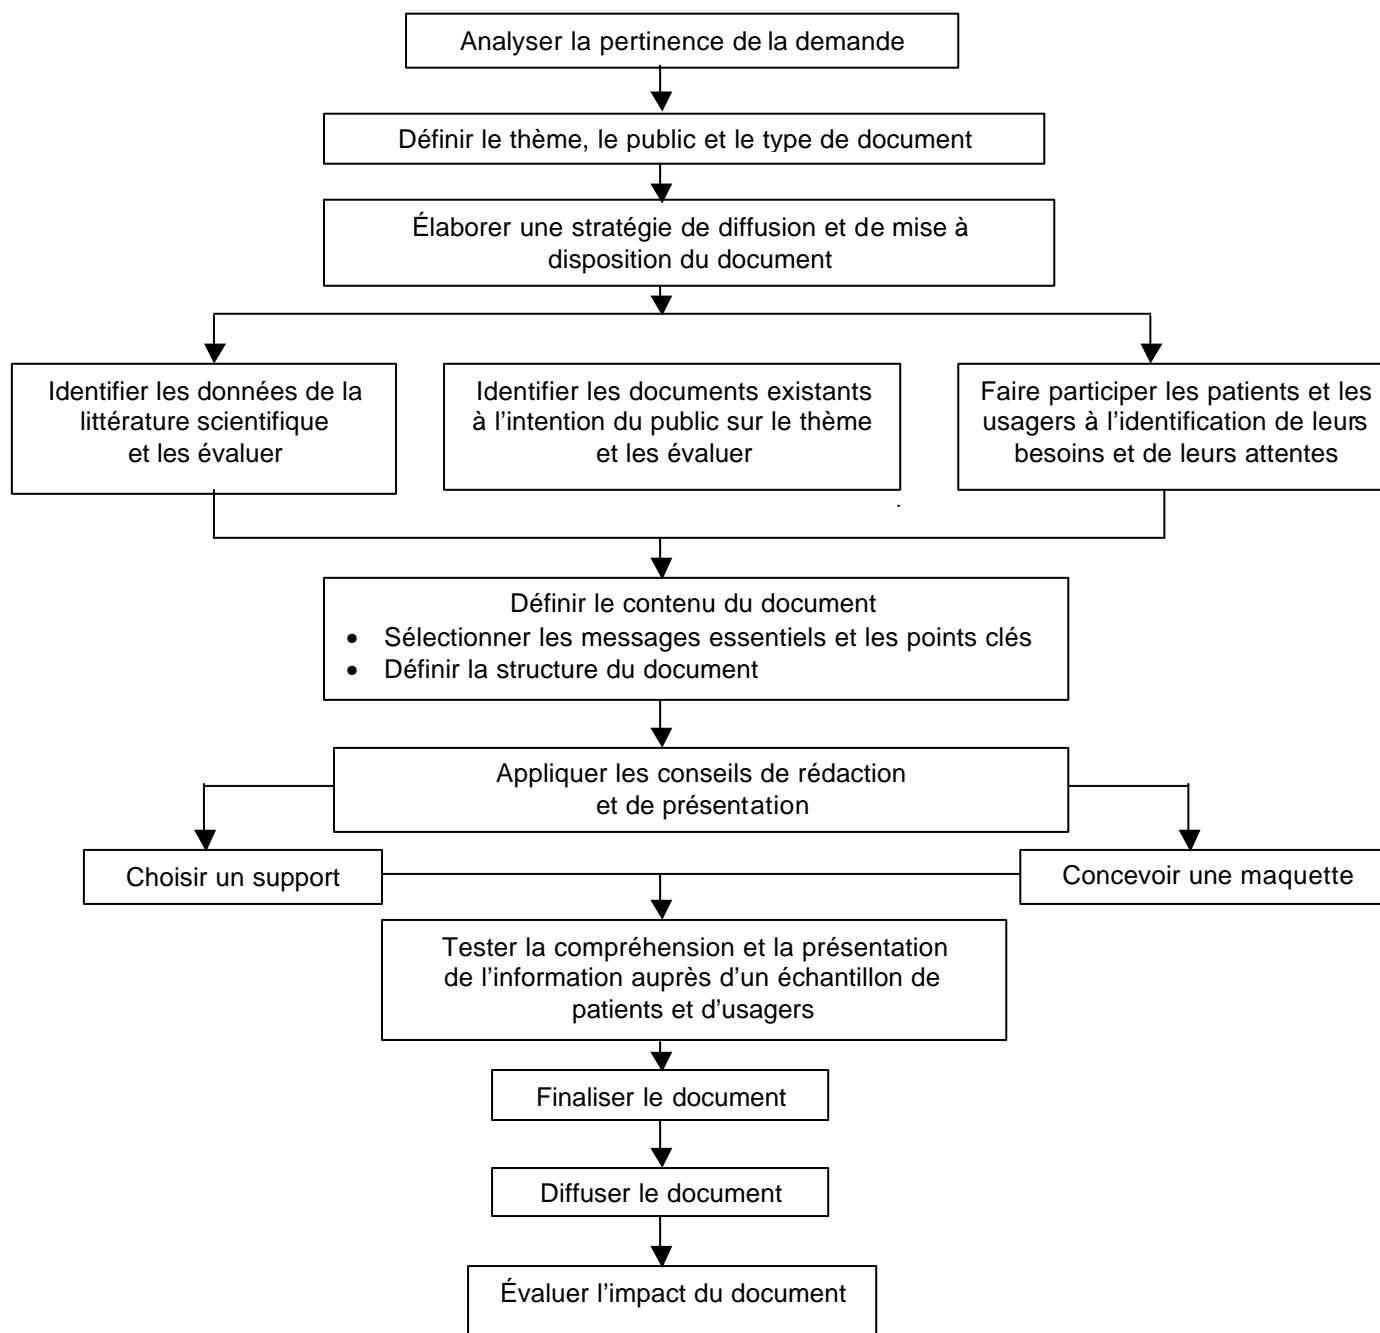 Analyser la pertinence de la demande
Définir le thème, le public et le type de document
Élaborer une stratégie de diffusion et de mise à
disposition du document
Identifier les données de la
littérature scientifique
et les évaluer
Identifier les documents existants
à l’intention du public sur le thème
et les évaluer
Faire participer les patients et les
usagers à l’identification de leurs
besoins et de leurs attentes
Définir le contenu du document
• Sélectionner les messages essentiels et les points clés
• Définir la structure du document
Appliquer les conseils de rédaction
et de présentation
Choisir un support
Concevoir une maquette
Tester la compréhension et la présentation
de l’information auprès d’un échantillon de
patients et d’usagers
Finaliser le document
Diffuser le document
Évaluer l’impact du document